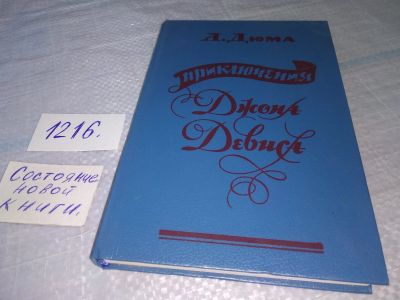 А. Дюма
ПРИКЛЮЧЕНИЯ
Джона
Девиса
1216.
Состояние
новой
книги.